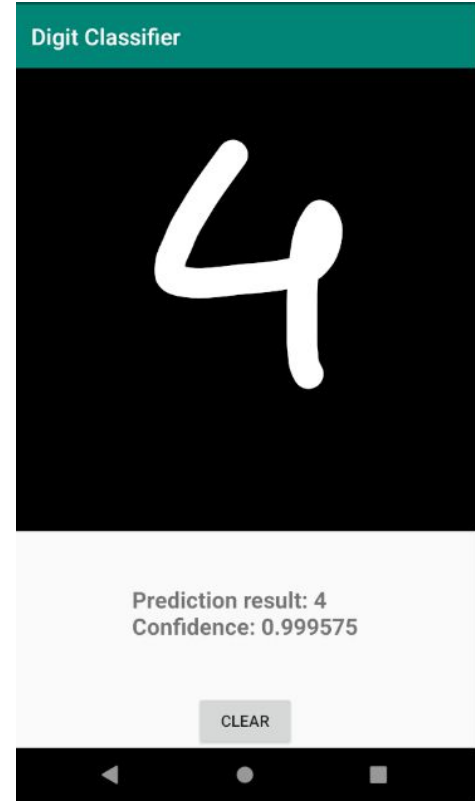 Digit Classifier
4
Prediction result: 4
Confidence: 0.999575
CLEAR